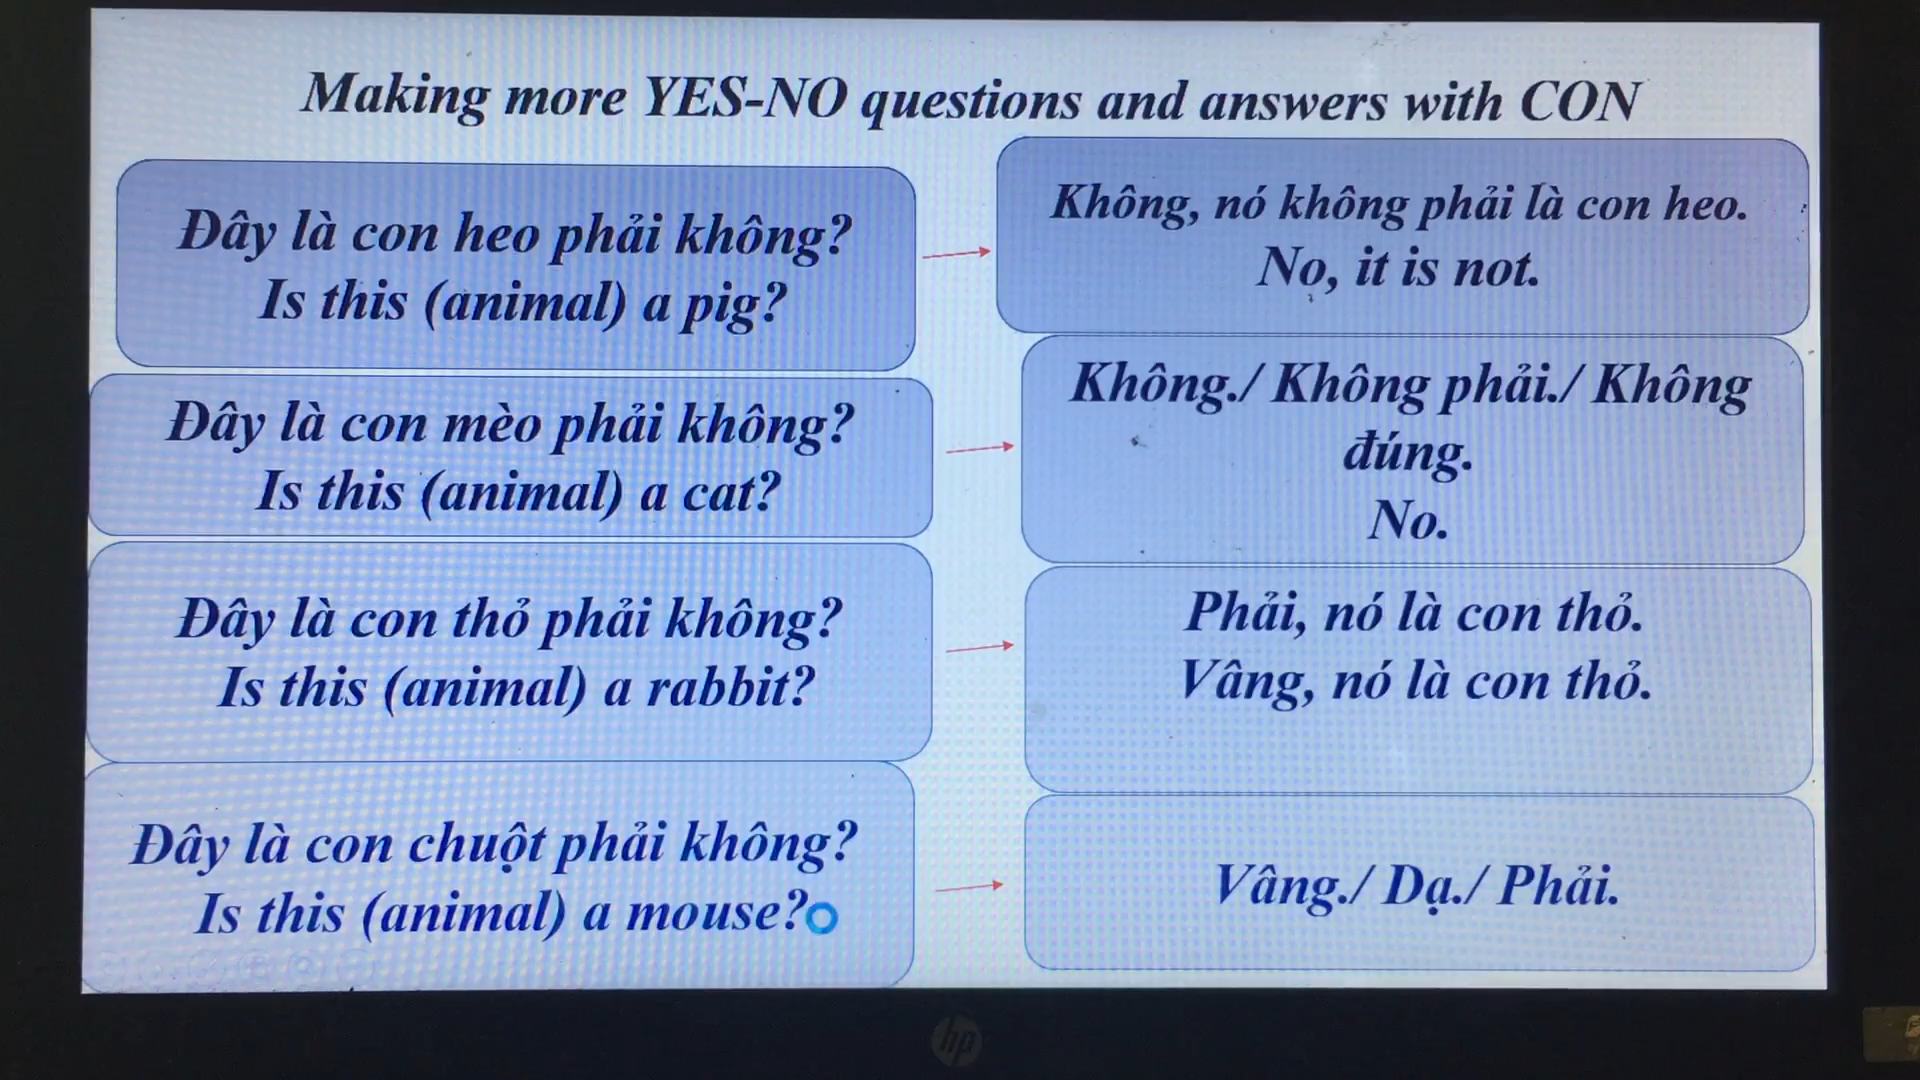 Making more YES-NO questions and answers with CON
Đây là con heo phải không?
Is this (animal) a pig?
Không, nó không phải là con heo.
No, it is not.
Đây là con mèo phải không?
Is this (animal) a cat?
Không./ Không phải./ Không
đúng.
No.
Đây là con thỏ phải không?
Is this (animal) a rabbit?
Phải, nó là con thỏ.
Vâng, nó là con thỏ.
Đây là con chuột phải không?
Is this (animal) a mouse?
Vâng./ Dạ./ Phải.
hp